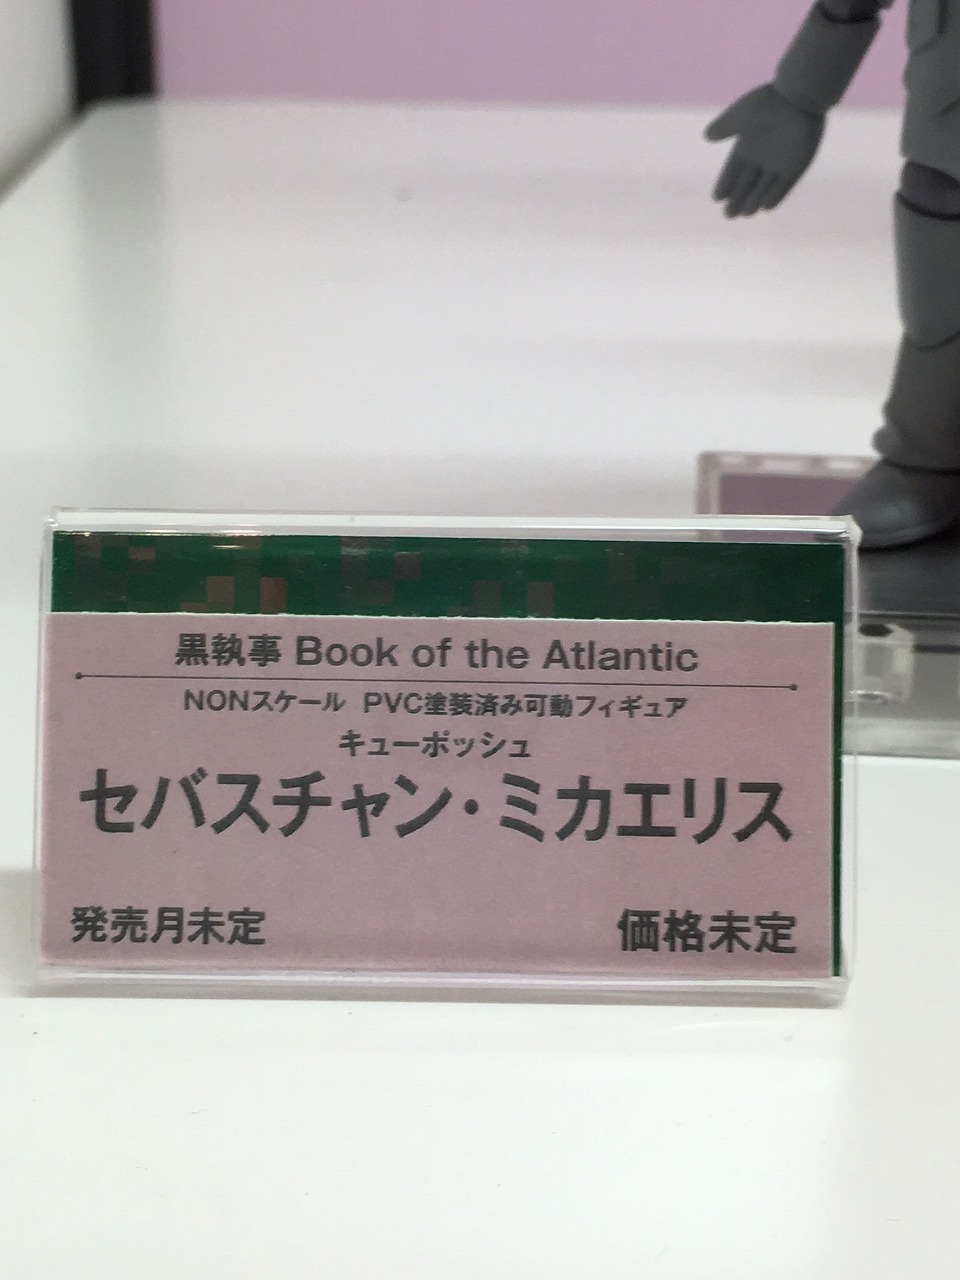 黒執事 Book of the Atlantic
NONスケール PVC塗装済み可動フィギュア
キューポッシュ
セバスチャン・ミカエリス
発売月未定 価格未定